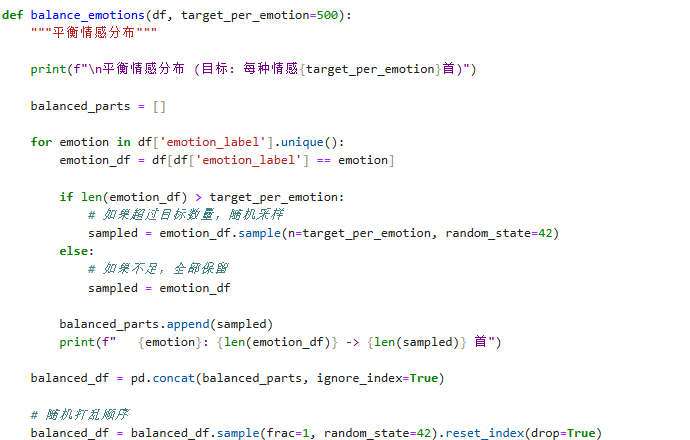 def balance_emotions(df, target_per_emotion=500):
    """平衡情感分布"""
    print(f"\n平衡情感分布 (目标: 每种情感{target_per_emotion}首)")
    balanced_parts = []
    for emotion in df['emotion_label'].unique():
        emotion_df = df[df['emotion_label'] == emotion]
        if len(emotion_df) > target_per_emotion:
            # 如果超过目标数量，随机采样
            sampled = emotion_df.sample(n=target_per_emotion, random_state=42)
        else:
            # 如果不足，全部保留
            sampled = emotion_df
        balanced_parts.append(sampled)
        print(f"   {emotion}: {len(emotion_df)} -> {len(sampled)} 首")
    balanced_df = pd.concat(balanced_parts, ignore_index=True)
    # 随机打乱顺序
    balanced_df = balanced_df.sample(frac=1, random_state=42).reset_index(drop=True)